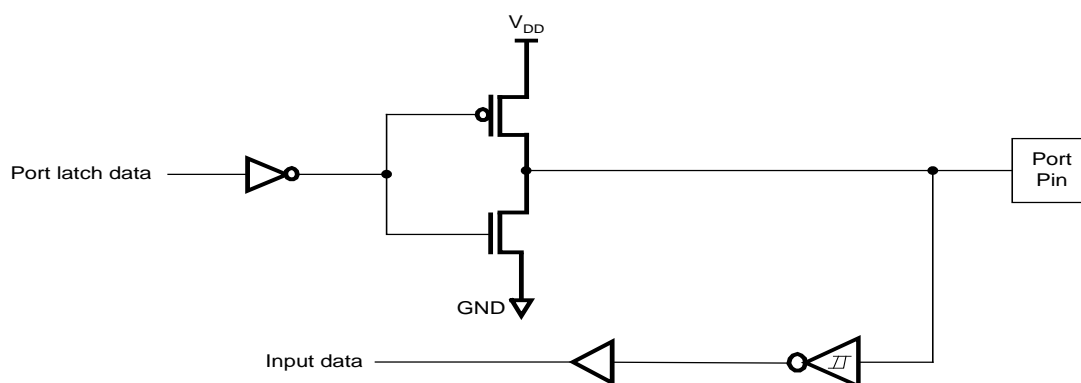 V_DD
Port latch data
Port
Pin
GND
Input data